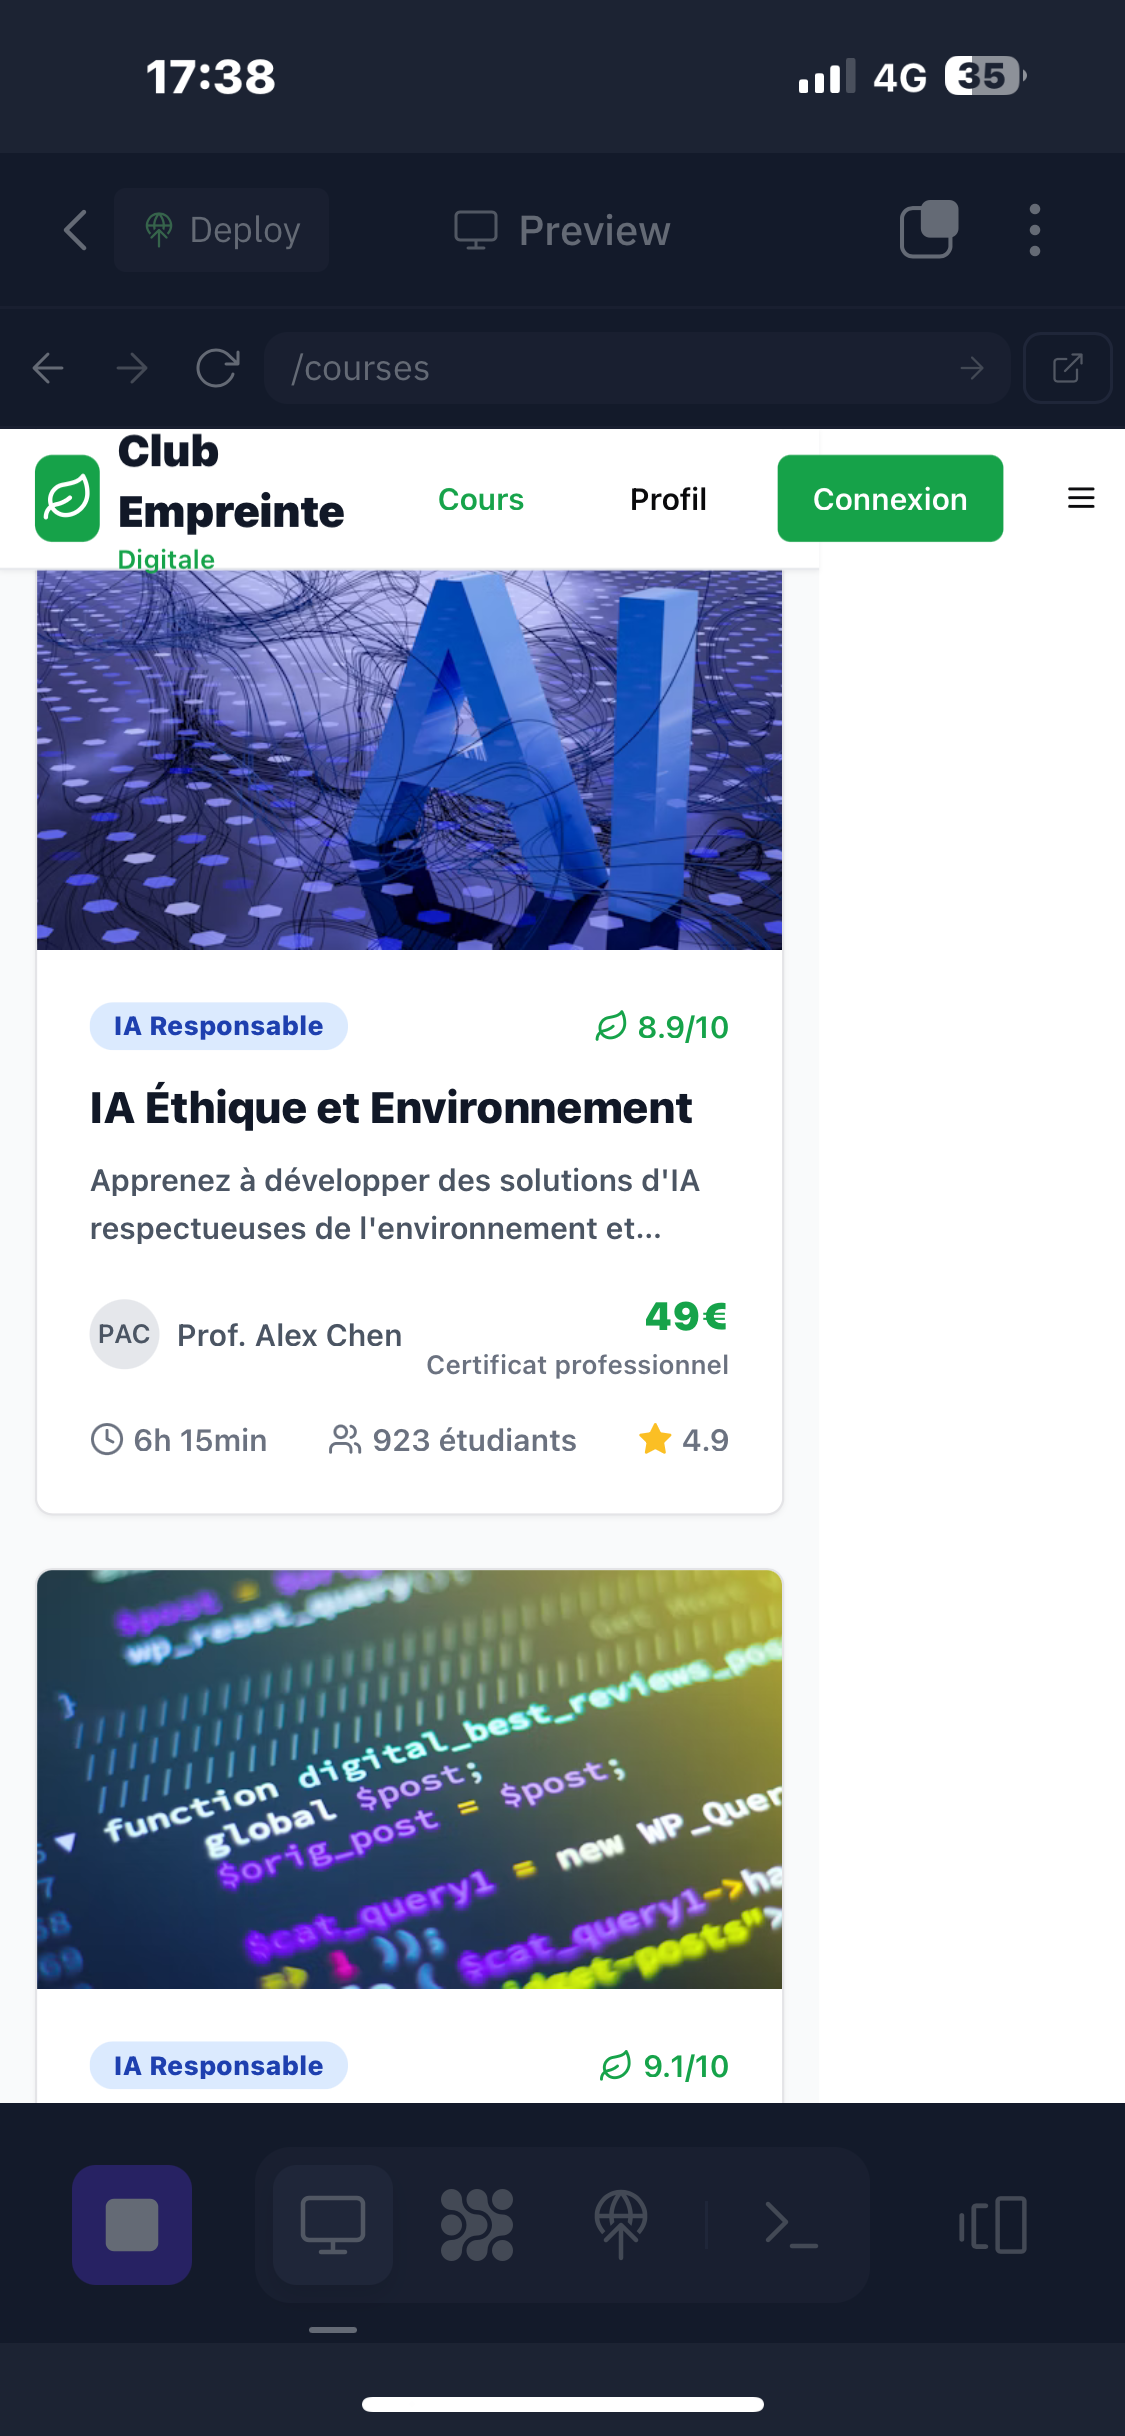 17:38
4G
35
Deploy
Preview
/courses
Club
Empreinte
Digitale
Cours
Profil
Connexion
AI
IA Responsable
8.9/10
IA Éthique et Environnement
Apprenez à développer des solutions d'IA
respectueuses de l'environnement et...
PAC
Prof. Alex Chen
49€
Certificat professionnel
6h 15min
923 étudiants
4.9
$post =
wp_reset_query();
}
function digital_best_reviews_pos
global $post;
$orig_post = $post;
$cat_query1 = new WP_Quer
$cat_query1->ha
69
IA Responsable
9.1/10